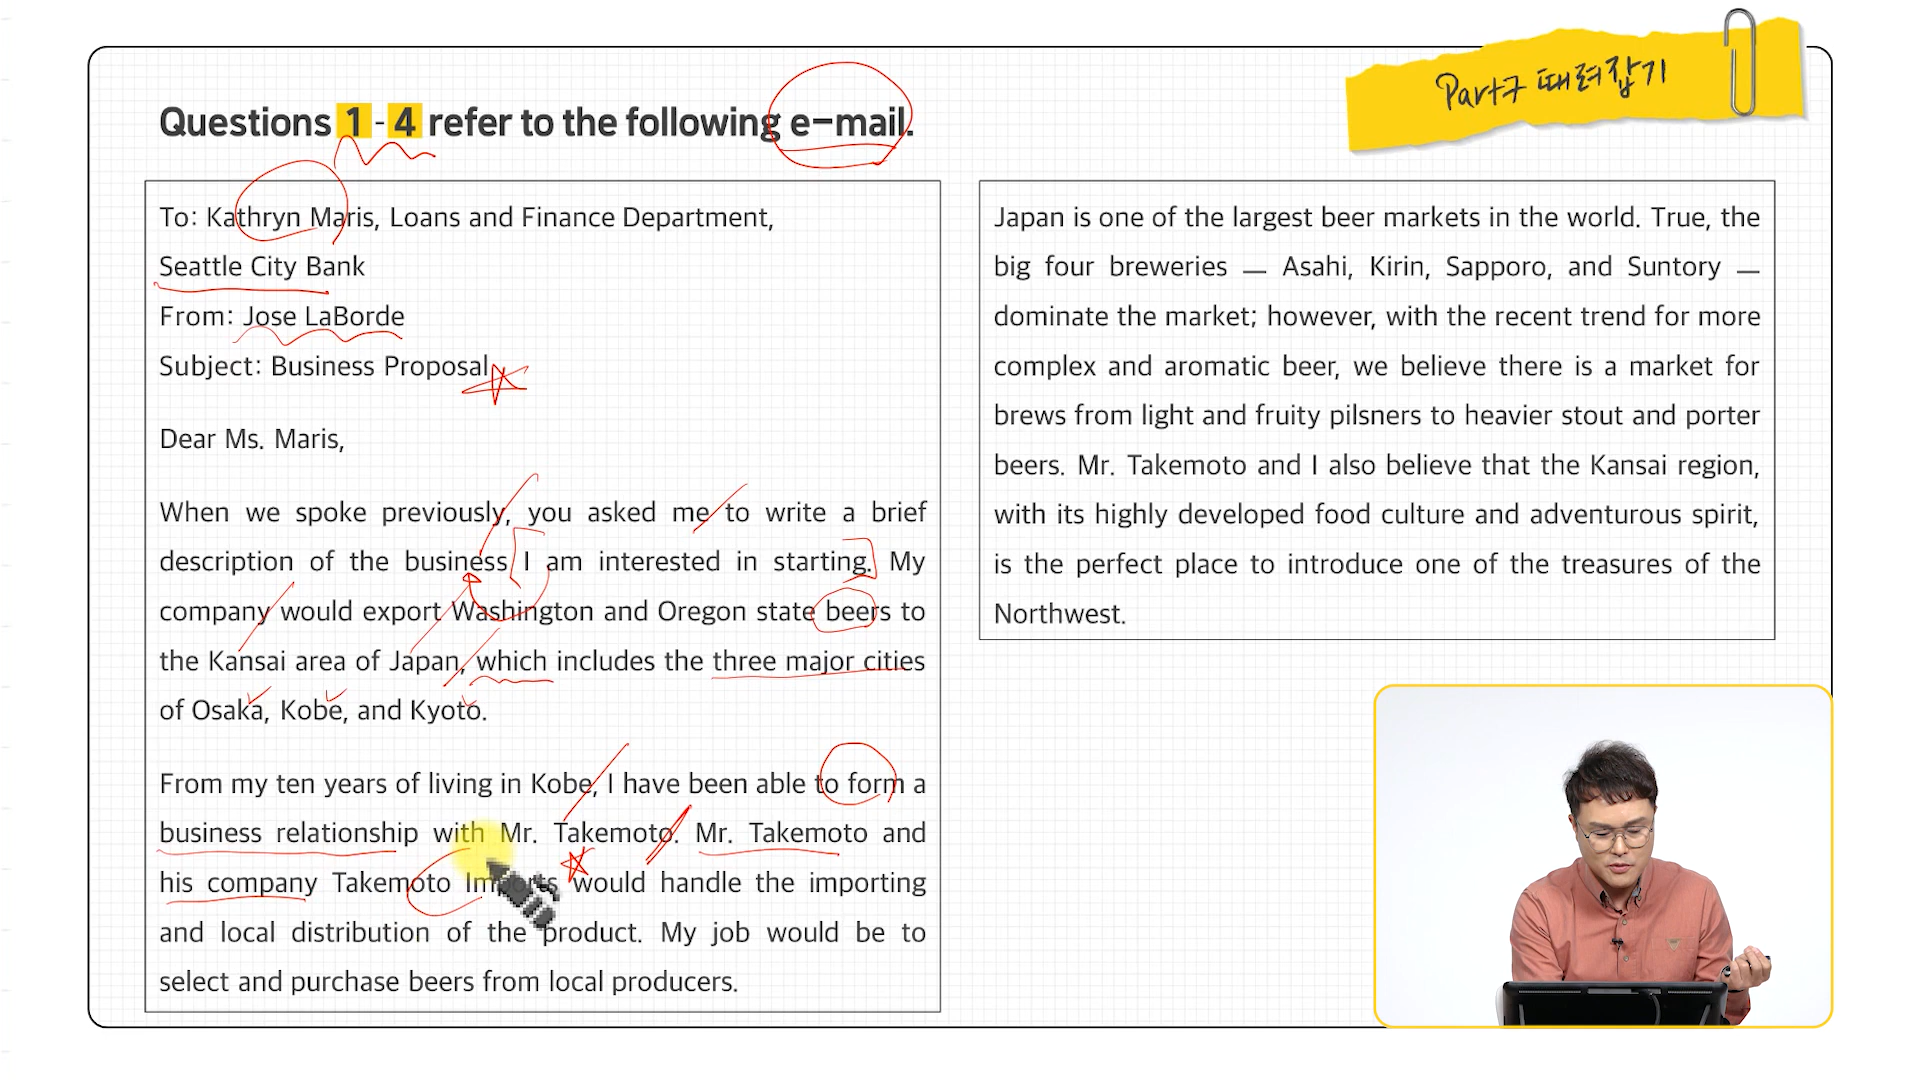 Part7 때려잡기
Questions 1 - 4 refer to the following e-mail.
To: Kathryn Maris, Loans and Finance Department,
Seattle City Bank
From: Jose LaBorde
Subject: Business Proposal
Dear Ms. Maris,
When we spoke previously, you asked me to write a brief
description of the business I am interested in starting. My
company would export Washington and Oregon state beers to
the Kansai area of Japan, which includes the three major cities
of Osaka, Kobe, and Kyoto.
From my ten years of living in Kobe, I have been able to form a
business relationship with Mr. Takemoto. Mr. Takemoto and
his company Takemoto Imports would handle the importing
and local distribution of the product. My job would be to
select and purchase beers from local producers.
Japan is one of the largest beer markets in the world. True, the
big four breweries — Asahi, Kirin, Sapporo, and Suntory —
dominate the market; however, with the recent trend for more
complex and aromatic beer, we believe there is a market for
brews from light and fruity pilsners to heavier stout and porter
beers. Mr. Takemoto and I also believe that the Kansai region,
with its highly developed food culture and adventurous spirit,
is the perfect place to introduce one of the treasures of the
Northwest.